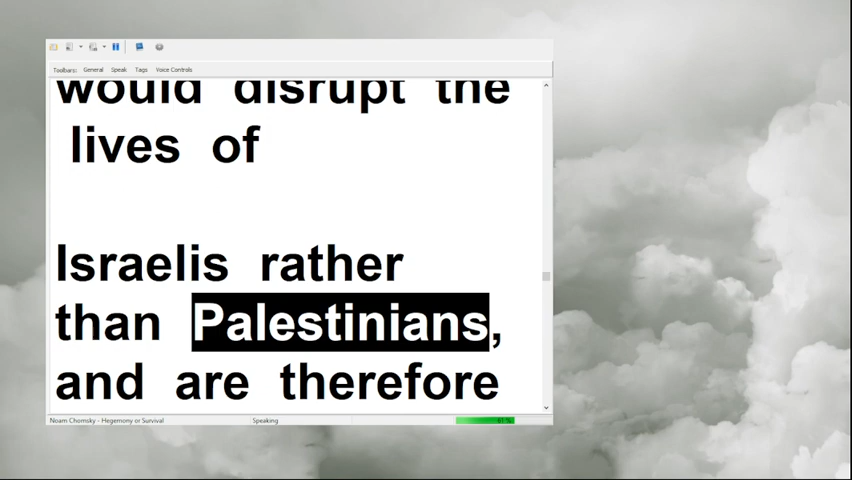 Toolbars: General Speak Tags Voice Controls
would disrupt the
lives of
Israelis rather
than Palestinians,
and are therefore
Noam Chomsky - Hegemony or Survival Speaking 61 %